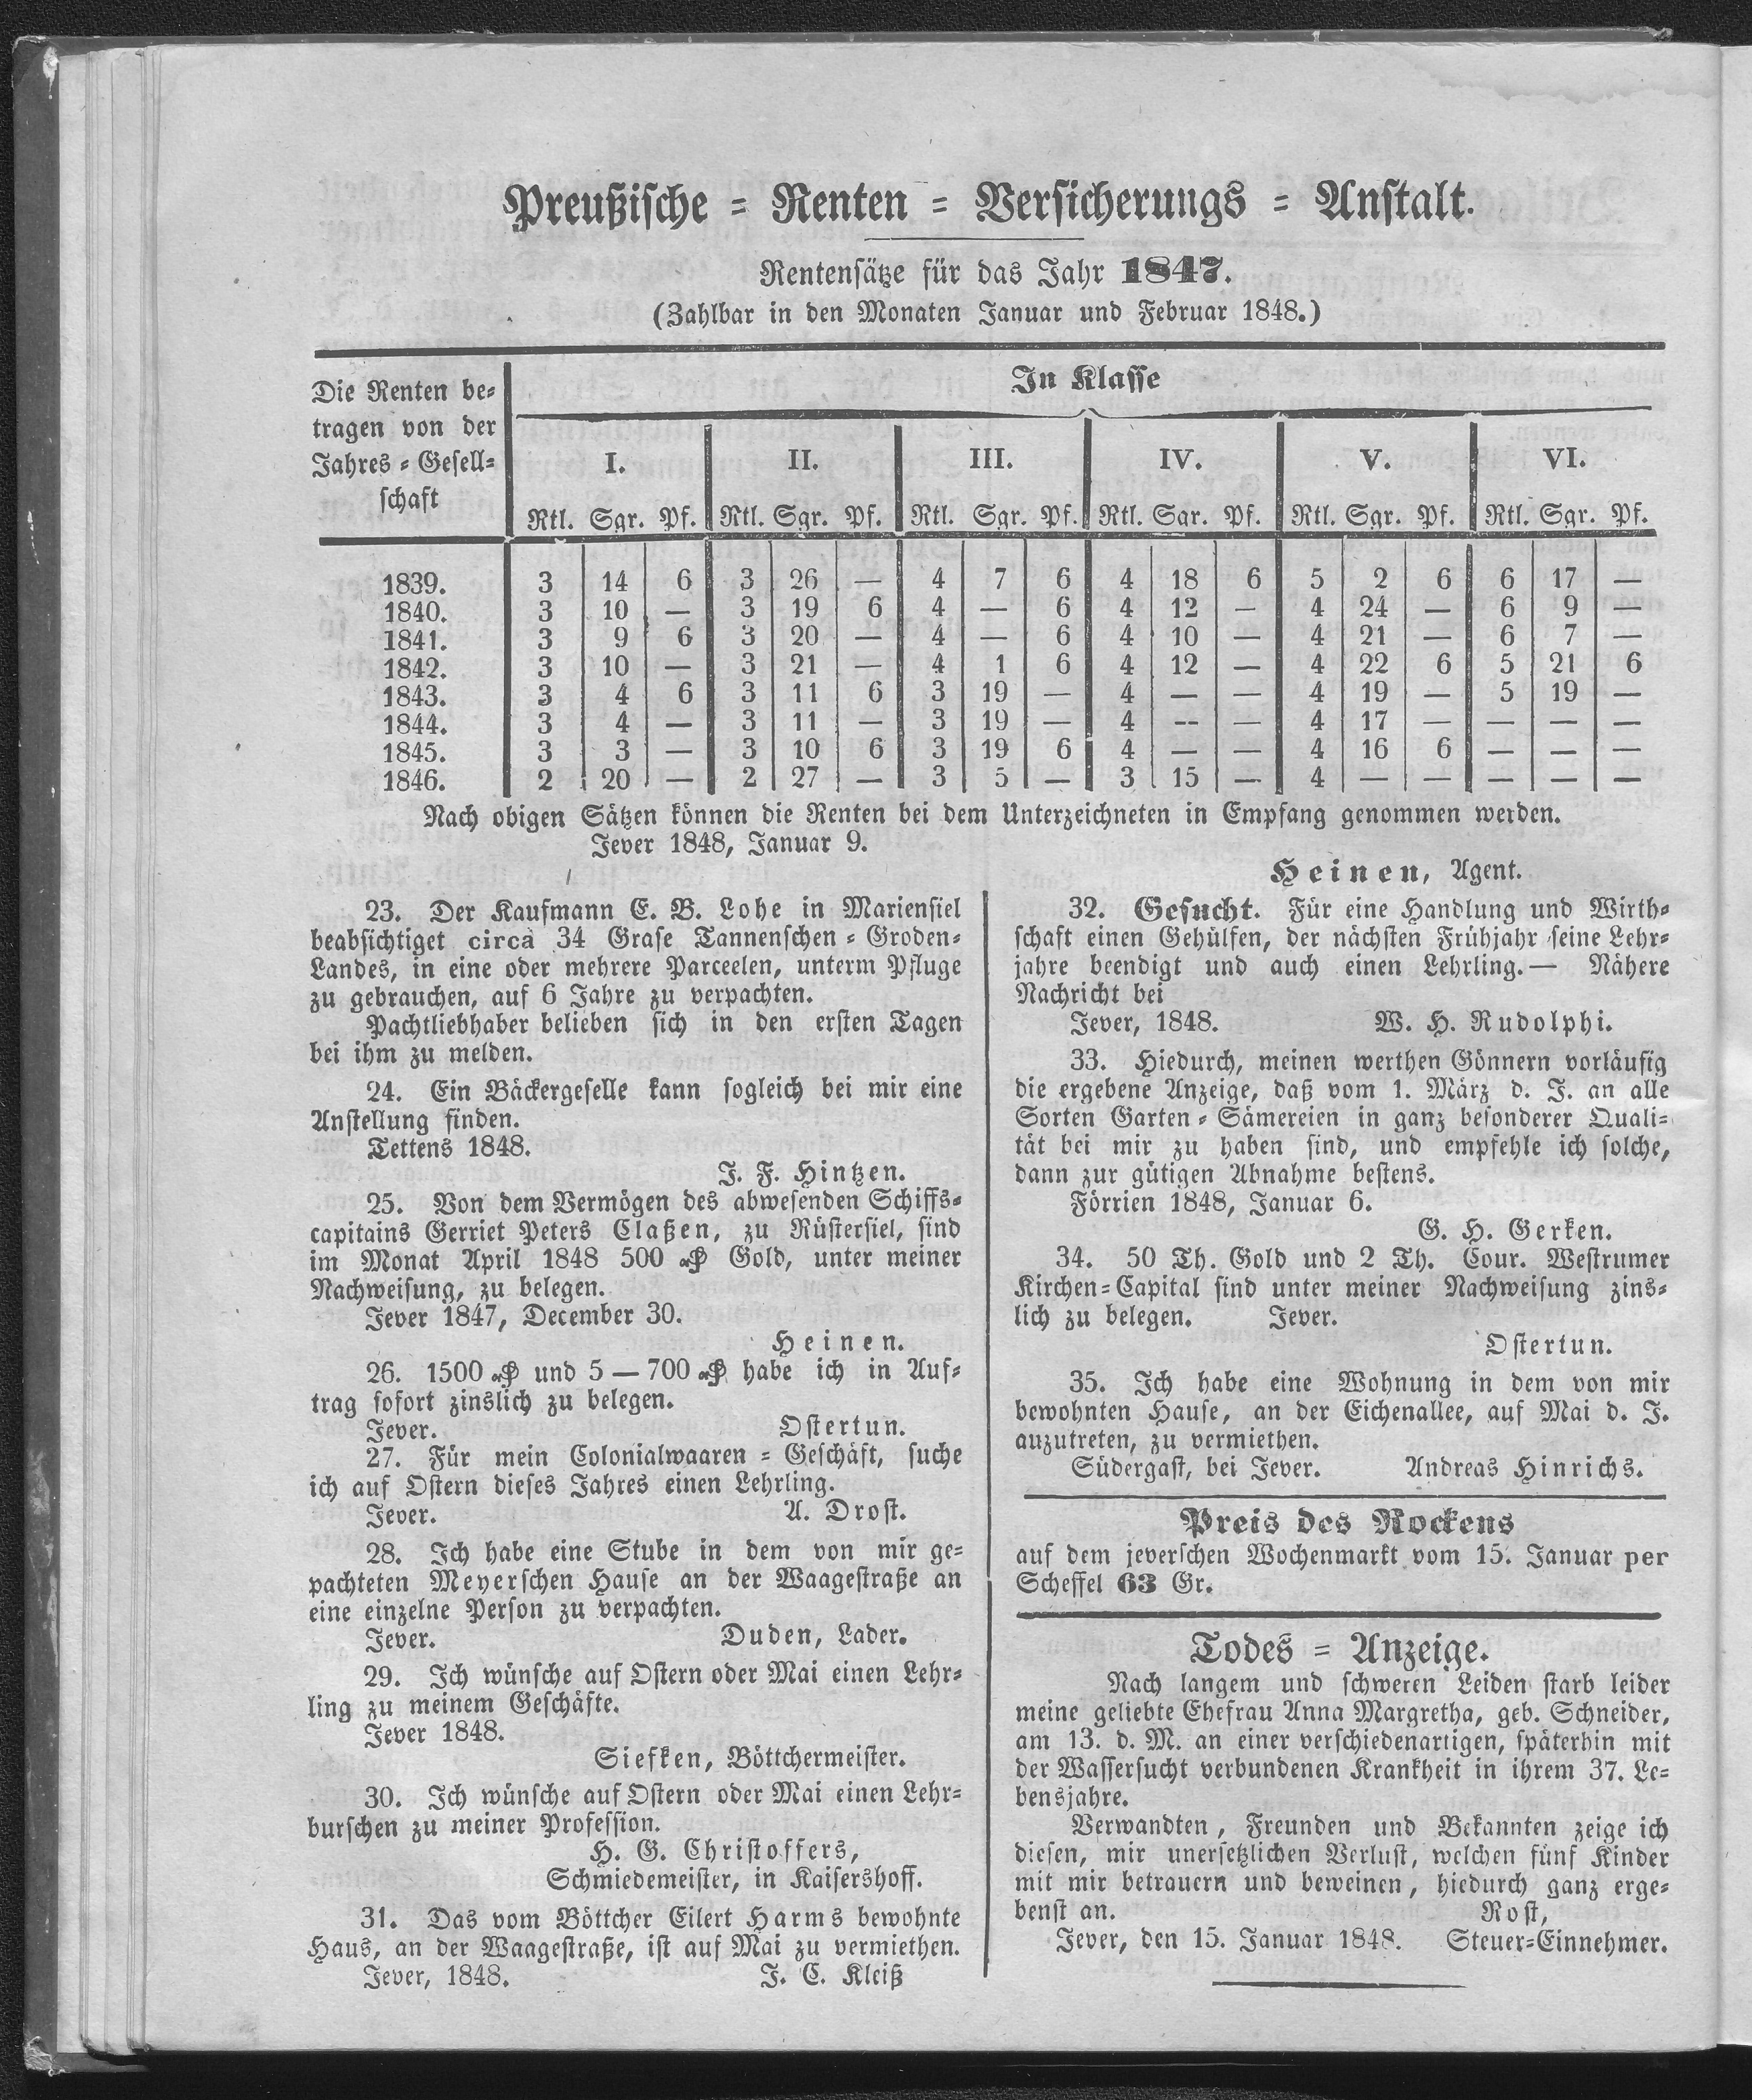 Preußische = Renten = Versicherungs = Anstalt.
Rentensätze für das Jahr 1847.
(Zahlbar in den Monaten Januar und Februar 1848.)
Die Renten be=
tragen von der
Jahres = Gesell=
schaft
In Klasse
I. II. III. IV. V. VI.
Rtl. Sgr. Pf. Rtl. Sgr. Pf. Rtl. Sgr. Pf. Rtl. Sgr. Pf. Rtl. Sgr. Pf. Rtl. Sgr. Pf.
1839. 3 14 6 3 26 — 4 7 6 4 18 6 5 2 6 6 17 —
1840. 3 10 — 3 19 6 4 — 6 4 12 — 4 24 — 6 9 —
1841. 3 9 6 3 20 — 4 — 6 4 10 — 4 21 — 6 7 —
1842. 3 10 — 3 21 — 4 1 6 4 12 — 4 22 6 5 21 6
1843. 3 4 6 3 11 6 3 19 — 4 — — 4 19 — 5 19 —
1844. 3 4 — 3 11 — 3 19 — 4 -- — 4 17 — — — —
1845. 3 3 — 3 10 6 3 19 6 4 — — 4 16 6 — — —
1846. 2 20 — 2 27 — 3 5 — 3 15 — 4 — — — — —
Nach obigen Sätzen können die Renten bei dem Unterzeichneten in Empfang genommen werden.
Jever 1848, Januar 9.
Heinen, Agent.
23. Der Kaufmann E. B. Lohe in Mariensiel
beabsichtiget circa 34 Grase Tannenschen = Groden=
Landes, in eine oder mehrere Parceelen, unterm Pfluge
zu gebrauchen, auf 6 Jahre zu verpachten.
Pachtliebhaber belieben sich in den ersten Tagen
bei ihm zu melden.
24. Ein Bäckergeselle kann sogleich bei mir eine
Anstellung finden.
Tettens 1848.
J. F. Hintzen.
25. Von dem Vermögen des abwesenden Schiffs=
capitains Gerriet Peters Claßen, zu Rüstersiel, sind
im Monat April 1848 500 ₰ Gold, unter meiner
Nachweisung, zu belegen.
Jever 1847, December 30.
Heinen.
26. 1500 ₰ und 5 — 700 ₰ habe ich in Auf=
trag sofort zinslich zu belegen.
Jever. Ostertun.
27. Für mein Colonialwaaren = Geschäft, suche
ich auf Ostern dieses Jahres einen Lehrling.
Jever. A. Drost.
28. Ich habe eine Stube in dem von mir ge=
pachteten Meyerschen Hause an der Waagestraße an
eine einzelne Person zu verpachten.
Jever. Duden, Lader.
29. Ich wünsche auf Ostern oder Mai einen Lehr=
ling zu meinem Geschäfte.
Jever 1848.
Siefken, Böttchermeister.
30. Ich wünsche auf Ostern oder Mai einen Lehr=
burschen zu meiner Profession.
H. G. Christoffers,
Schmiedemeister, in Kaisershoff.
31. Das vom Böttcher Eilert Harms bewohnte
Haus, an der Waagestraße, ist auf Mai zu vermiethen.
Jever, 1848. J. C. Kleiß
32. Gesucht. Für eine Handlung und Wirth=
schaft einen Gehülfen, der nächsten Frühjahr seine Lehr=
jahre beendigt und auch einen Lehrling. — Nähere
Nachricht bei
Jever, 1848. W. H. Rudolphi.
33. Hiedurch, meinen werthen Gönnern vorläufig
die ergebene Anzeige, daß vom 1. März d. J. an alle
Sorten Garten = Sämereien in ganz besonderer Quali=
tät bei mir zu haben sind, und empfehle ich solche,
dann zur gütigen Abnahme bestens.
Förrien 1848, Januar 6.
G. H. Gerken.
34. 50 Th. Gold und 2 Th. Cour. Westrumer
Kirchen=Capital sind unter meiner Nachweisung zins=
lich zu belegen. Jever.
Ostertun.
35. Ich habe eine Wohnung in dem von mir
bewohnten Hause, an der Eichenallee, auf Mai d. J.
anzutreten, zu vermiethen.
Südergast, bei Jever. Andreas Hinrichs.
Preis des Rockens
auf dem jeverschen Wochenmarkt vom 15. Januar per
Scheffel 63 Gr.
Todes = Anzeige.
Nach langem und schweren Leiden starb leider
meine geliebte Ehefrau Anna Margretha, geb. Schneider,
am 13. d. M. an einer verschiedenartigen, späterhin mit
der Wassersucht verbundenen Krankheit in ihrem 37. Le=
bensjahre.
Verwandten, Freunden und Bekannten zeige ich
diesen, mir unersetzlichen Verlust, welchen fünf Kinder
mit mir betrauern und beweinen, hiedurch ganz erge=
benst an. Rost,
Jever, den 15. Januar 1848. Steuer=Einnehmer.